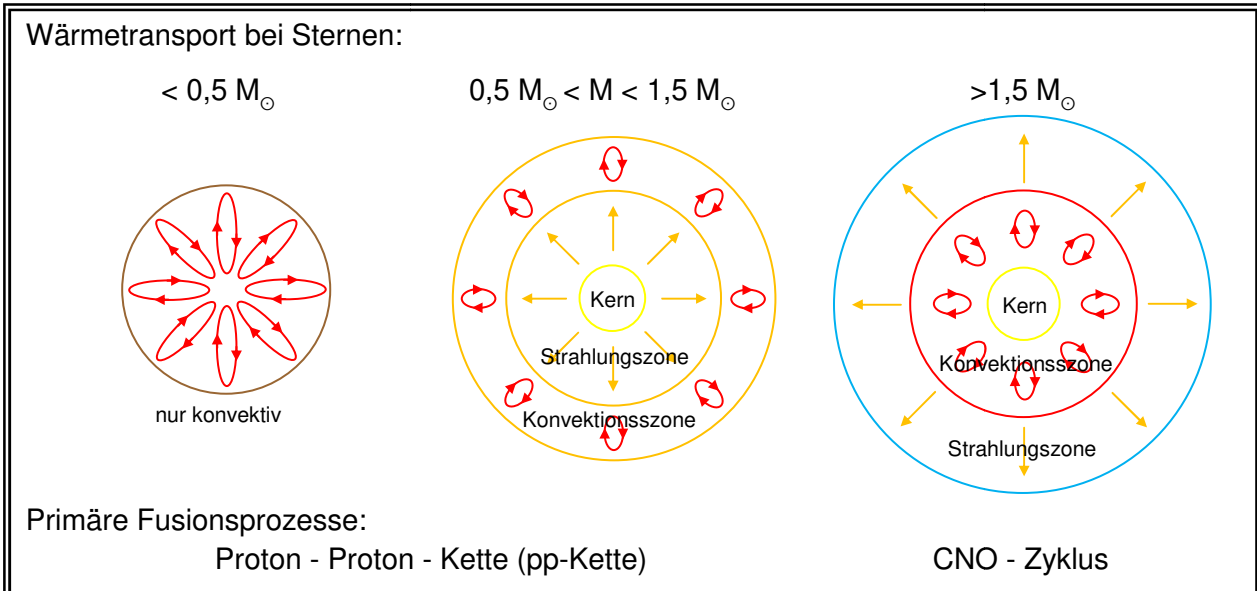 Wärmetransport bei Sternen:
< 0,5 M☉
0,5 M☉ < M < 1,5 M☉
>1,5 M☉
nur konvektiv
Kern
Strahlungszone
Konvektionsszone
Kern
Konvektionsszone
Strahlungszone
Primäre Fusionsprozesse:
Proton - Proton - Kette (pp-Kette)
CNO - Zyklus